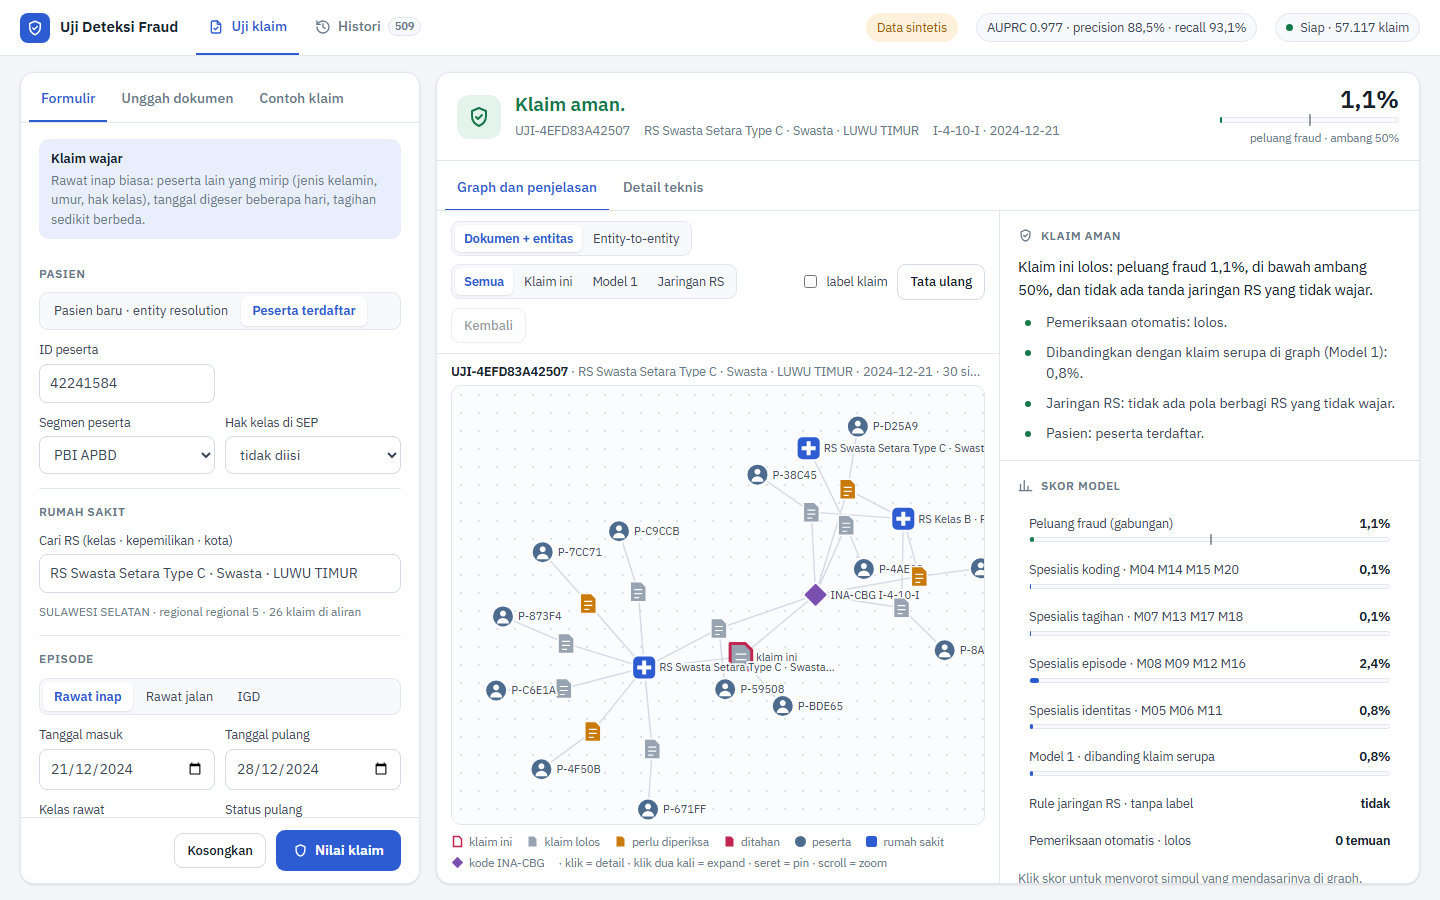 Uji Deteksi Fraud
Uji klaim
Histori 509
Data sintetis
AUPRC 0.977 · precision 88,5% · recall 93,1%
Siap · 57.117 klaim
Formulir
Unggah dokumen
Contoh klaim
Klaim wajar
Rawat inap biasa: peserta lain yang mirip (jenis kelamin,
umur, hak kelas), tanggal digeser beberapa hari, tagihan
sedikit berbeda.
PASIEN
Pasien baru · entity resolution
Peserta terdaftar
ID peserta
42241584
Segmen peserta
Hak kelas di SEP
PBI APBD
tidak diisi
RUMAH SAKIT
Cari RS (kelas · kepemilikan · kota)
RS Swasta Setara Type C · Swasta · LUWU TIMUR
SULAWESI SELATAN · regional regional 5 · 26 klaim di aliran
EPISODE
Rawat inap
Rawat jalan
IGD
Tanggal masuk
Tanggal pulang
21/12/2024
28/12/2024
Kelas rawat
Status pulang
Kosongkan
Nilai klaim
Klaim aman.
UJI-4EFD83A42507 RS Swasta Setara Type C · Swasta · LUWU TIMUR I-4-10-I · 2024-12-21
1,1%
peluang fraud · ambang 50%
Graph dan penjelasan
Detail teknis
Dokumen + entitas
Entity-to-entity
Semua
Klaim ini
Model 1
Jaringan RS
label klaim
Tata ulang
Kembali
UJI-4EFD83A42507 · RS Swasta Setara Type C · Swasta · LUWU TIMUR · 2024-12-21 · 30 si...
P-D25A9
RS Swasta Setara Type C · Swast
P-38C45
RS Kelas B · P
P-C9CCB
P-7CC71
P-4AE
INA-CBG I-4-10-I
P-873F4
P-8A
klaim ini
RS Swasta Setara Type C · Swasta...
P-C6E1A
P-59508
P-BDE65
P-4F50B
P-671FF
klaim ini
klaim lolos
perlu diperiksa
ditahan
peserta
rumah sakit
kode INA-CBG
· klik = detail · klik dua kali = expand · seret = pin · scroll = zoom
KLAIM AMAN
Klaim ini lolos: peluang fraud 1,1%, di bawah ambang
50%, dan tidak ada tanda jaringan RS yang tidak wajar.
Pemeriksaan otomatis: lolos.
Dibandingkan dengan klaim serupa di graph (Model 1):
0,8%.
Jaringan RS: tidak ada pola berbagi RS yang tidak wajar.
Pasien: peserta terdaftar.
SKOR MODEL
Peluang fraud (gabungan) 1,1%
Spesialis koding · M04 M14 M15 M20 0,1%
Spesialis tagihan · M07 M13 M17 M18 0,1%
Spesialis episode · M08 M09 M12 M16 2,4%
Spesialis identitas · M05 M06 M11 0,8%
Model 1 · dibanding klaim serupa 0,8%
Rule jaringan RS · tanpa label tidak
Pemeriksaan otomatis · lolos 0 temuan
Klik skor untuk menyorot simpul yang mendasarinya di graph.